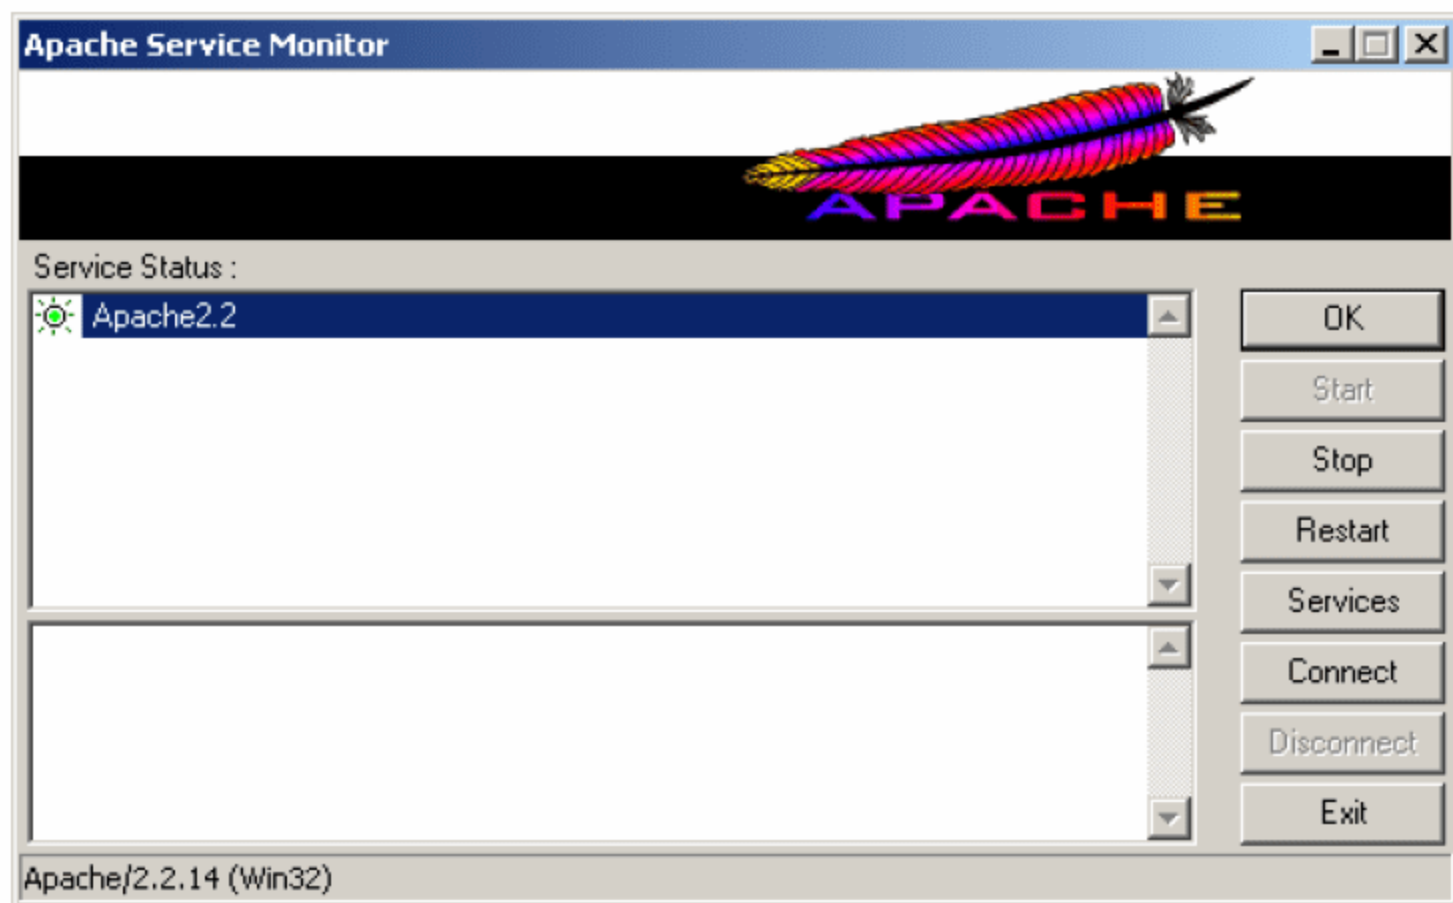 Apache Service Monitor
APACHE
Service Status :
Apache2.2
OK
Start
Stop
Restart
Services
Connect
Disconnect
Exit
Apache/2.2.14 (Win32)